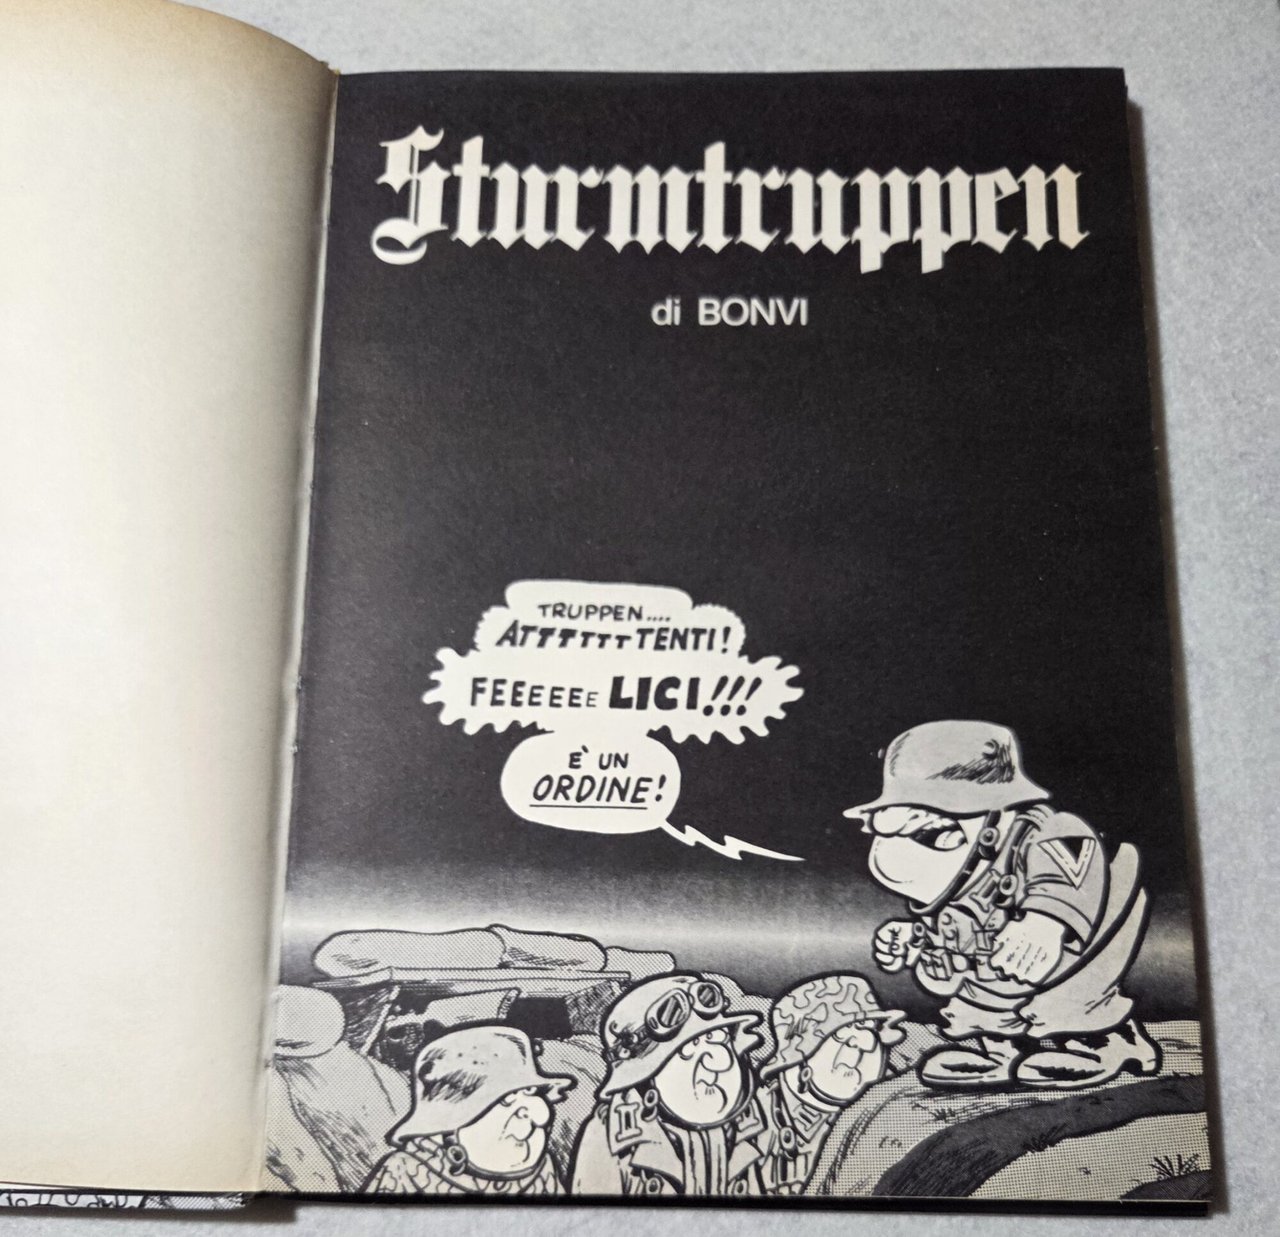 Sturmtruppen
di BONVI
TRUPPEN....
ATTTTTTTENTI!
FEEEEEE LICI!!!
E' UN
ORDINE!